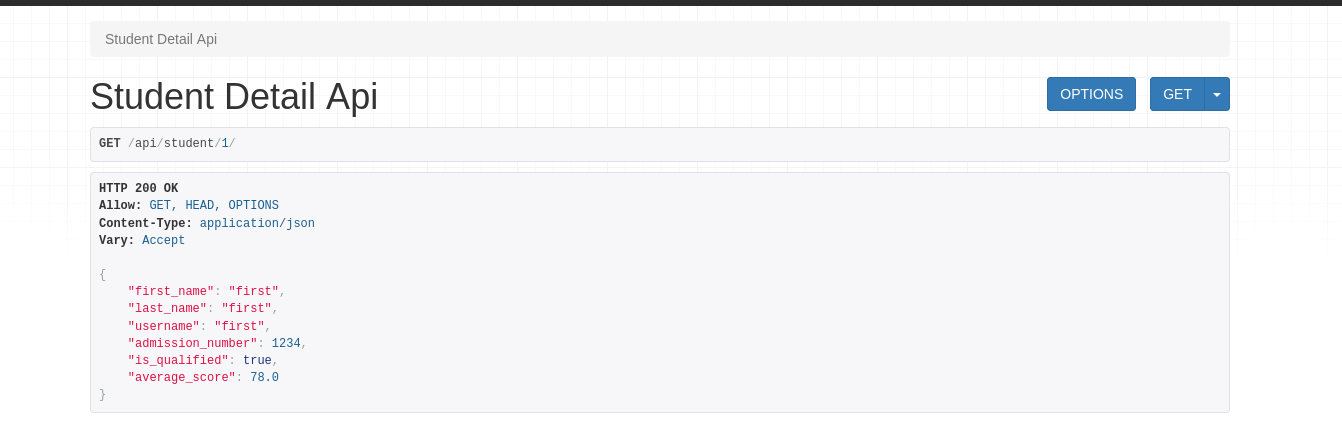 Student Detail Api
Student Detail Api
OPTIONS
GET
GET /api/student/1/
HTTP 200 OK
Allow: GET, HEAD, OPTIONS
Content-Type: application/json
Vary: Accept
{
    "first_name": "first",
    "last_name": "first",
    "username": "first",
    "admission_number": 1234,
    "is_qualified": true,
    "average_score": 78.0
}